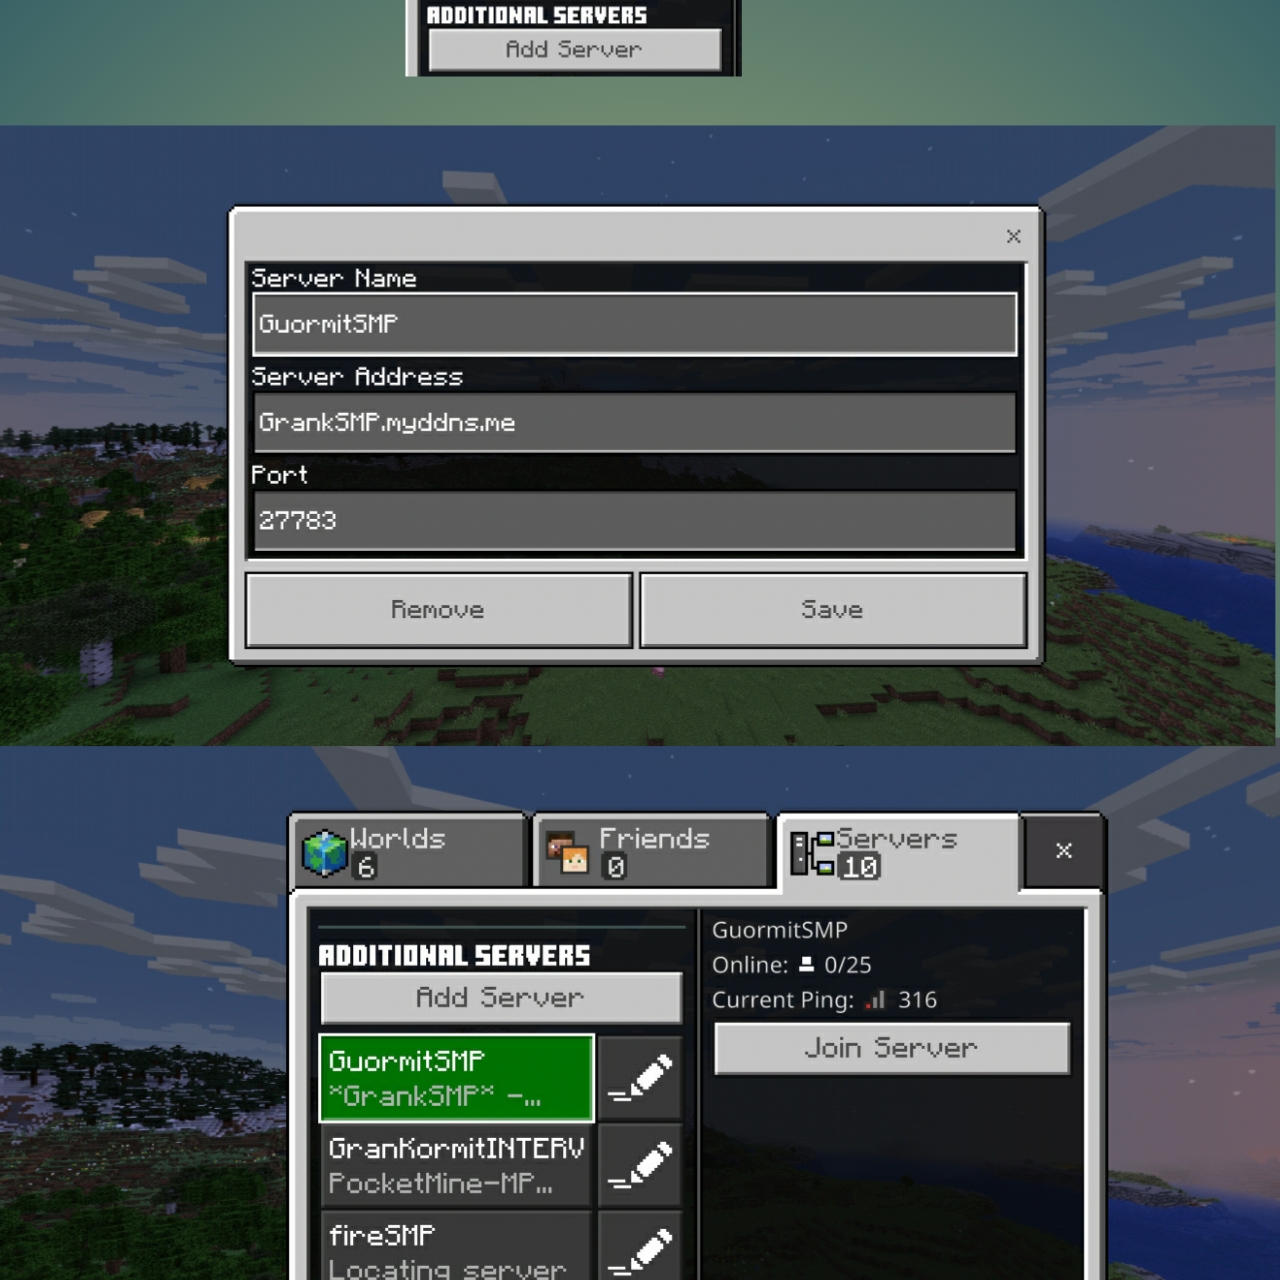 ADDITIONAL SERVERS
Add Server
Server Name
GuormitSMP
Server Address
GrankSMP.myddns.me
Port
27783
Remove
Save
Worlds
6
Friends
0
Servers
10
ADDITIONAL SERVERS
Add Server
GuormitSMP
*GrankSMP* -...
GranKormitINTERV
PocketMine-MP...
fireSMP
Locating server
GuormitSMP
Online: 0/25
Current Ping: 316
Join Server